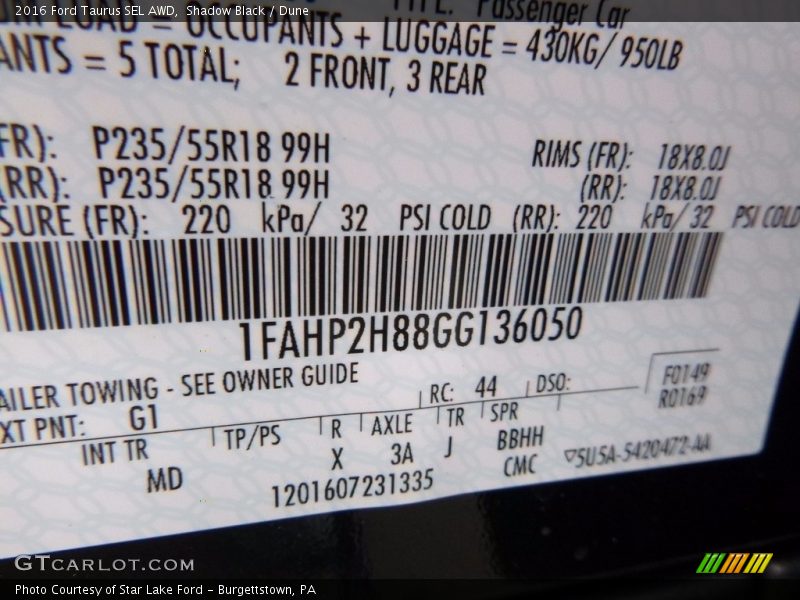 2016 Ford Taurus SEL AWD,  Shadow Black / Dune
TYPE: Passenger Car
LOAD = OCCUPANTS + LUGGAGE = 430KG/ 950LB
ANTS = 5 TOTAL; 2 FRONT, 3 REAR
FR): P235/55R18 99H RIMS (FR): 18X8.0J
(RR): P235/55R18 99H (RR): 18X8.0J
SURE (FR): 220 kPa/ 32 PSI COLD (RR): 220 kPa/ 32 PSI COLD
1FAHP2H88GG136050
AILER TOWING - SEE OWNER GUIDE
XT PNT: G1 RC: 44 DSO: F0149
R0169
INT TR TP/PS R AXLE TR SPR
MD X 3A J BBHH
1201607231335 CMC ▽5U5A-5420472-AA
GTCARLOT.COM
Photo Courtesy of Star Lake Ford - Burgettstown, PA